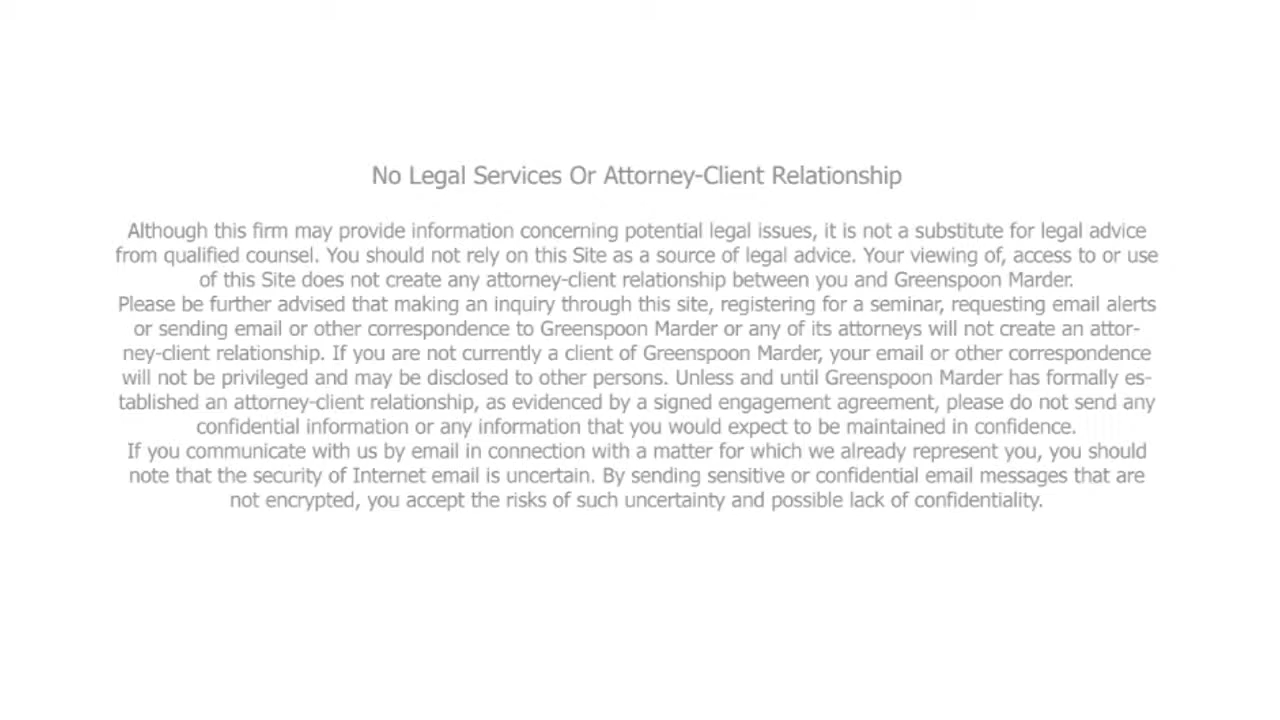 No Legal Services Or Attorney-Client Relationship
Although this firm may provide information concerning potential legal issues, it is not a substitute for legal advice
from qualified counsel. You should not rely on this Site as a source of legal advice. Your viewing of, access to or use
of this Site does not create any attorney-client relationship between you and Greenspoon Marder.
Please be further advised that making an inquiry through this site, registering for a seminar, requesting email alerts
or sending email or other correspondence to Greenspoon Marder or any of its attorneys will not create an attor-
ney-client relationship. If you are not currently a client of Greenspoon Marder, your email or other correspondence
will not be privileged and may be disclosed to other persons. Unless and until Greenspoon Marder has formally es-
tablished an attorney-client relationship, as evidenced by a signed engagement agreement, please do not send any
confidential information or any information that you would expect to be maintained in confidence.
If you communicate with us by email in connection with a matter for which we already represent you, you should
note that the security of Internet email is uncertain. By sending sensitive or confidential email messages that are
not encrypted, you accept the risks of such uncertainty and possible lack of confidentiality.